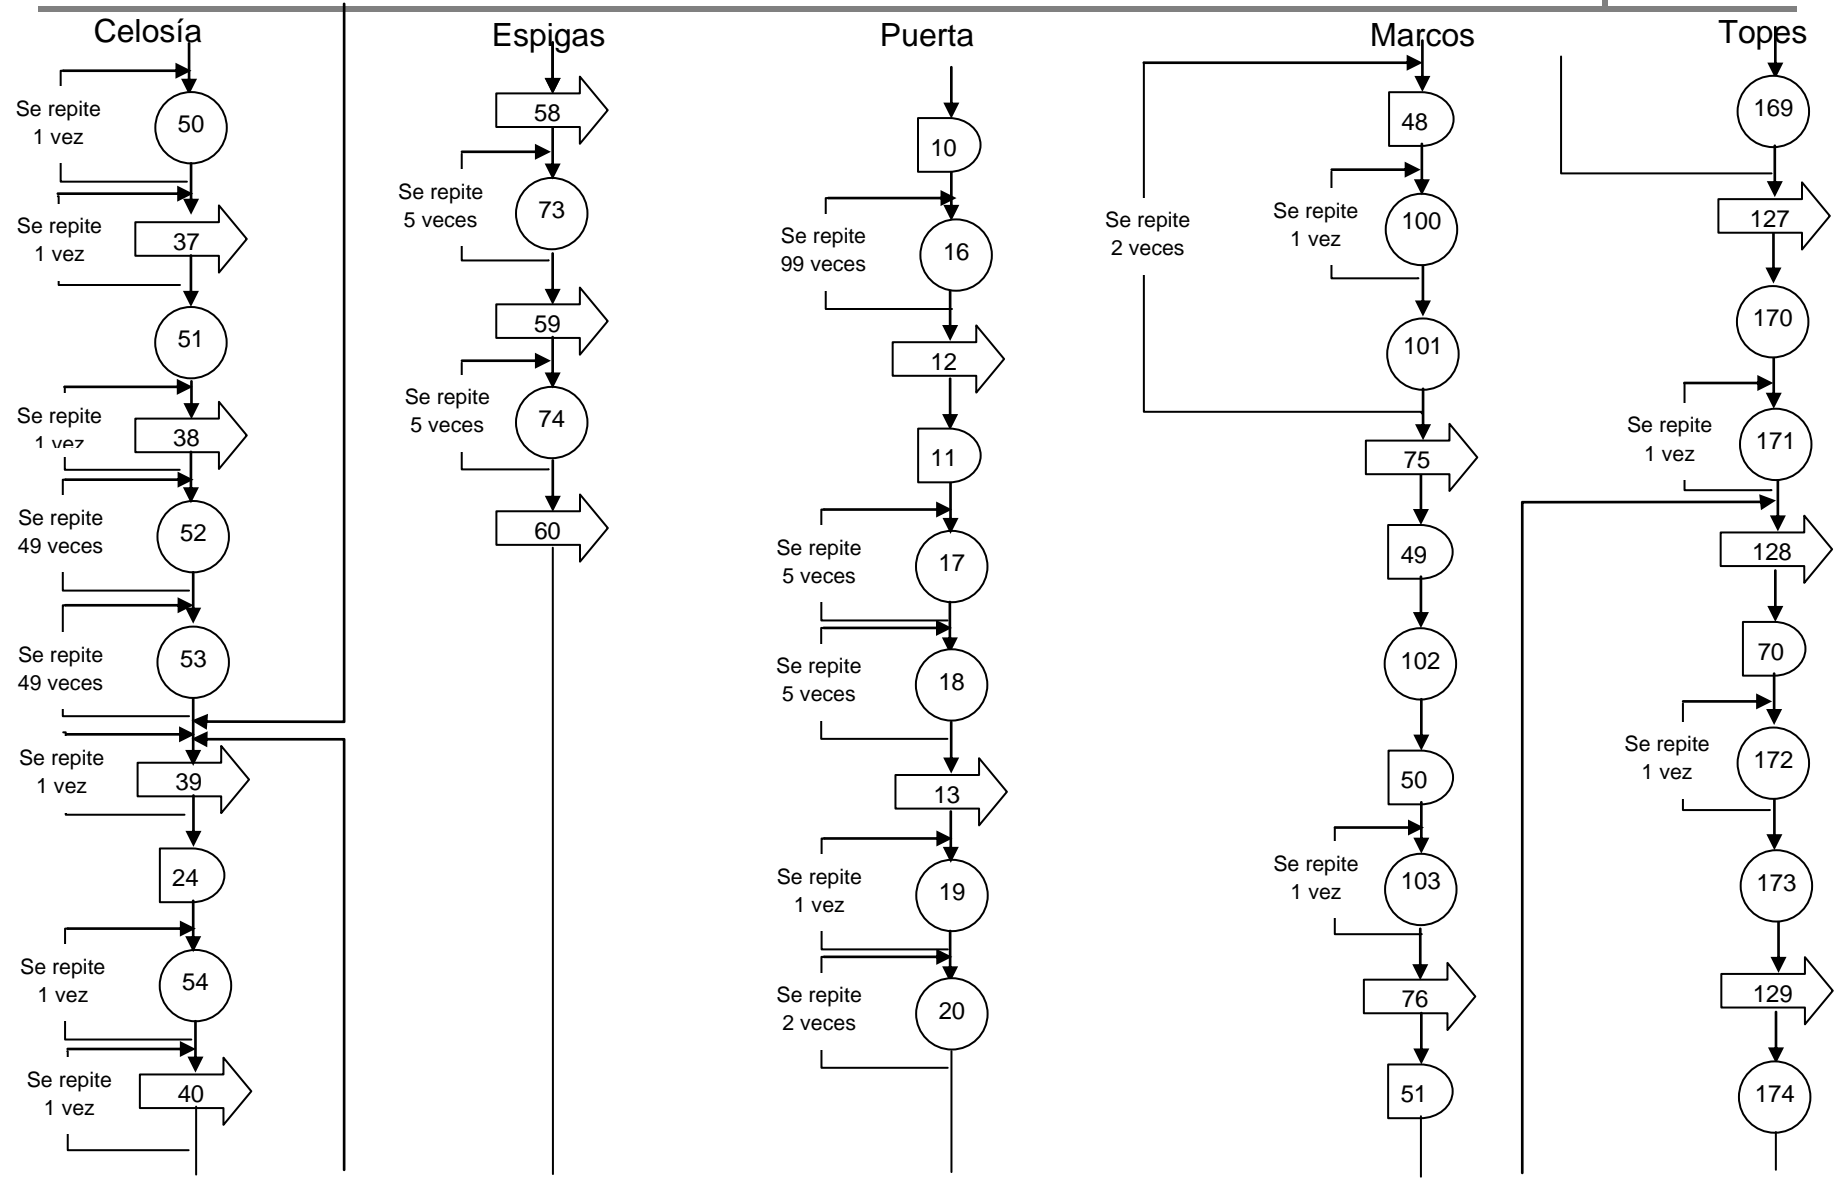 Celosía
Se repite
1 vez
50
Se repite
1 vez
37
51
Se repite
1 vez
38
Se repite
49 veces
52
Se repite
49 veces
53
Se repite
1 vez
39
24
Se repite
1 vez
54
Se repite
1 vez
40
Espigas
58
Se repite
5 veces
73
59
Se repite
5 veces
74
60
Puerta
10
Se repite
99 veces
16
12
11
Se repite
5 veces
17
Se repite
5 veces
18
13
Se repite
1 vez
19
Se repite
2 veces
20
Marcos
48
Se repite
2 veces
Se repite
1 vez
100
101
75
49
102
50
Se repite
1 vez
103
76
51
Topes
169
127
170
Se repite
1 vez
171
128
70
Se repite
1 vez
172
173
129
174